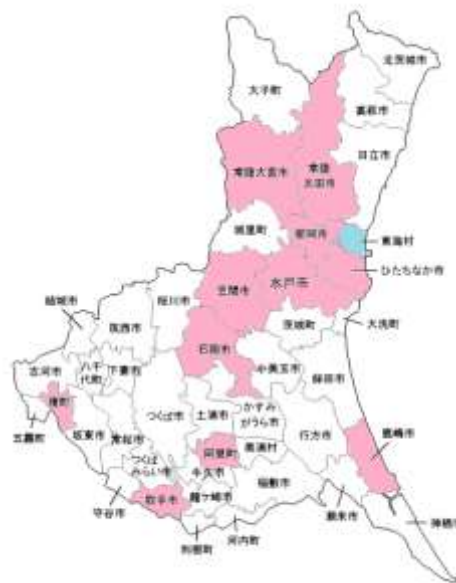 北茨城市
大子町
高萩市
日立市
常陸大宮市
常陸
太田市
城里町
那珂市
東海村
ひたちなか市
笠間市
水戸市
桜川市
結城市
筑西市
茨城町
大洗町
石岡市
小美玉市
鉾田市
古河市
八千
代町
下妻市
境町
つくば市
土浦市
かすみ
がうら市
行方市
五霞町
坂東市
常総市
阿見町
美浦村
鹿嶋市
つくば
みらい市
牛久市
稲敷市
守谷市
取手市
龍ケ崎市
潮来市
神栖市
利根町
河内町